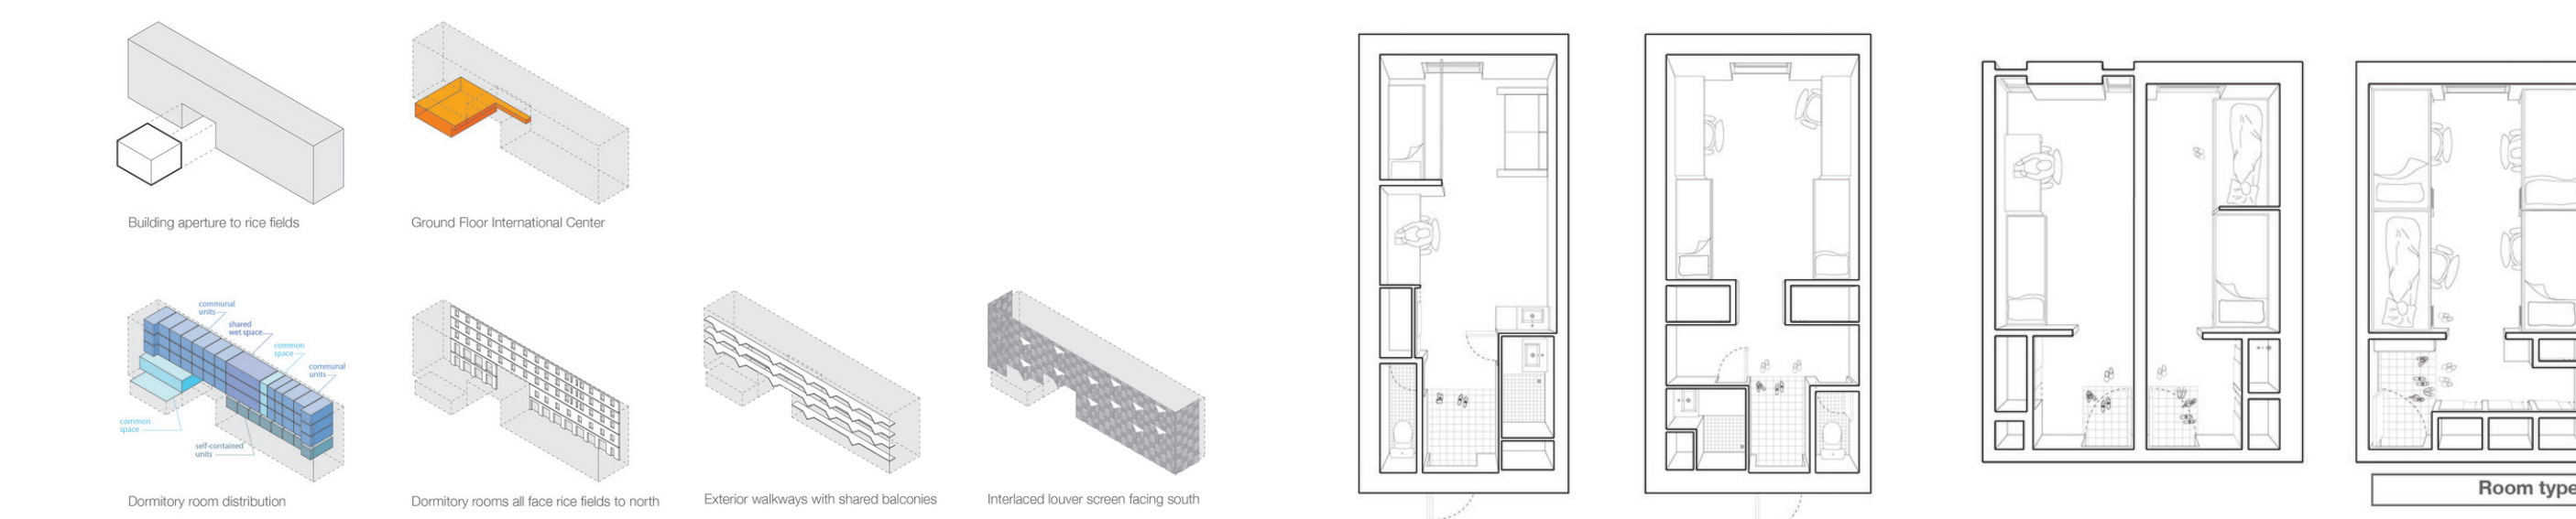 Building aperture to rice fields
Ground Floor International Center
communal
units
shared
wet space
common
space
communal
units
common
space
self-contained
units
Dormitory room distribution
Dormitory rooms all face rice fields to north
Exterior walkways with shared balconies
Interlaced louver screen facing south
Room type